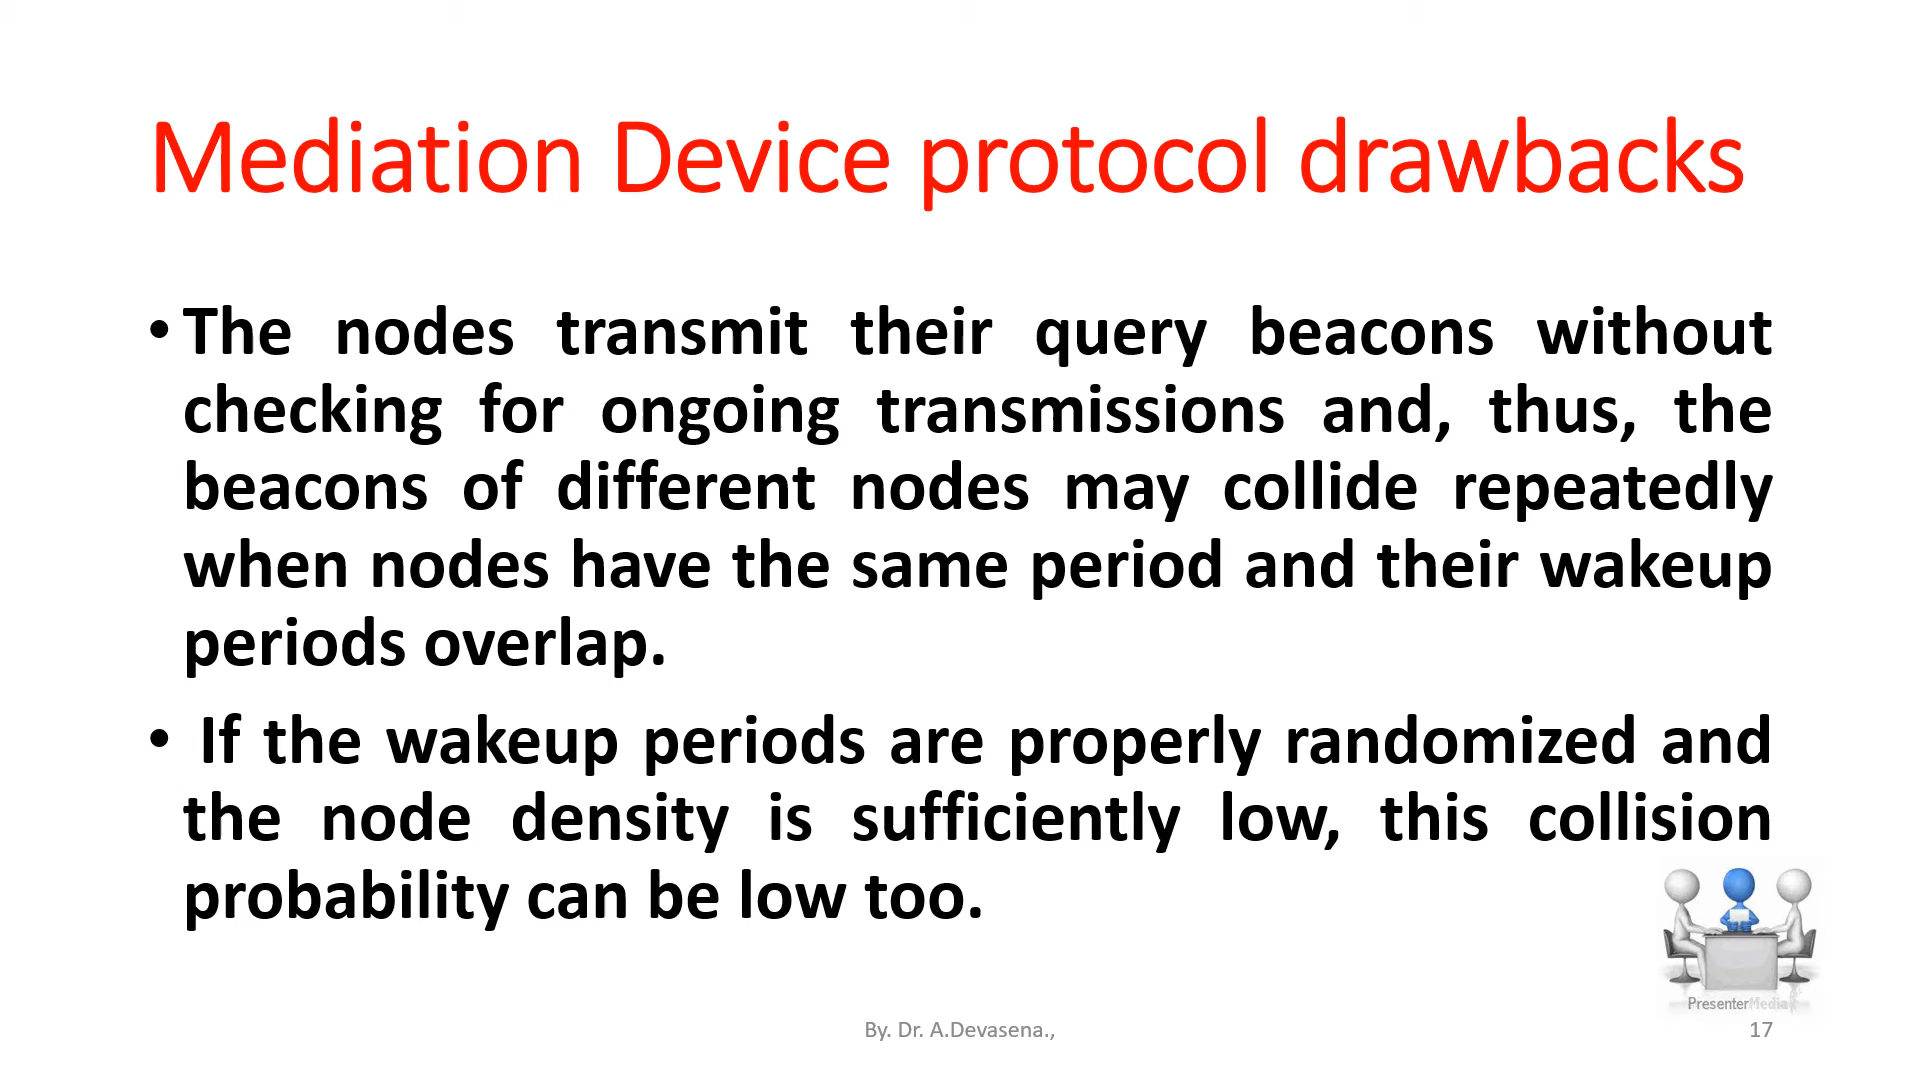 Mediation Device protocol drawbacks
• The nodes transmit their query beacons without
checking for ongoing transmissions and, thus, the
beacons of different nodes may collide repeatedly
when nodes have the same period and their wakeup
periods overlap.
• If the wakeup periods are properly randomized and
the node density is sufficiently low, this collision
probability can be low too.
PresenterMedia
By. Dr. A.Devasena.,
17